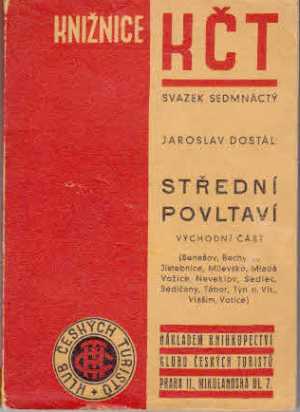 KNIŽNICE
KČT
SVAZEK SEDMNÁCTÝ
JAROSLAV DOSTÁL:
STŘEDNÍ
POVLTAVÍ
VÝCHODNÍ ČÁST
(Benešov, Bechy
Jistebnice, Milevsko, Mladá
Vožice, Neveklov, Sedlec,
Sedlčany, Tábor, Týn n. Vlt.,
Vlašim, Votice)
NÁKLADEM KNIHKUPECTVÍ
KLUBU ČESKÝCH TURISTŮ
PRAHA II, MIKULANDSKÁ UL. 7.
KLUB ČESKÝCH TURISTŮ